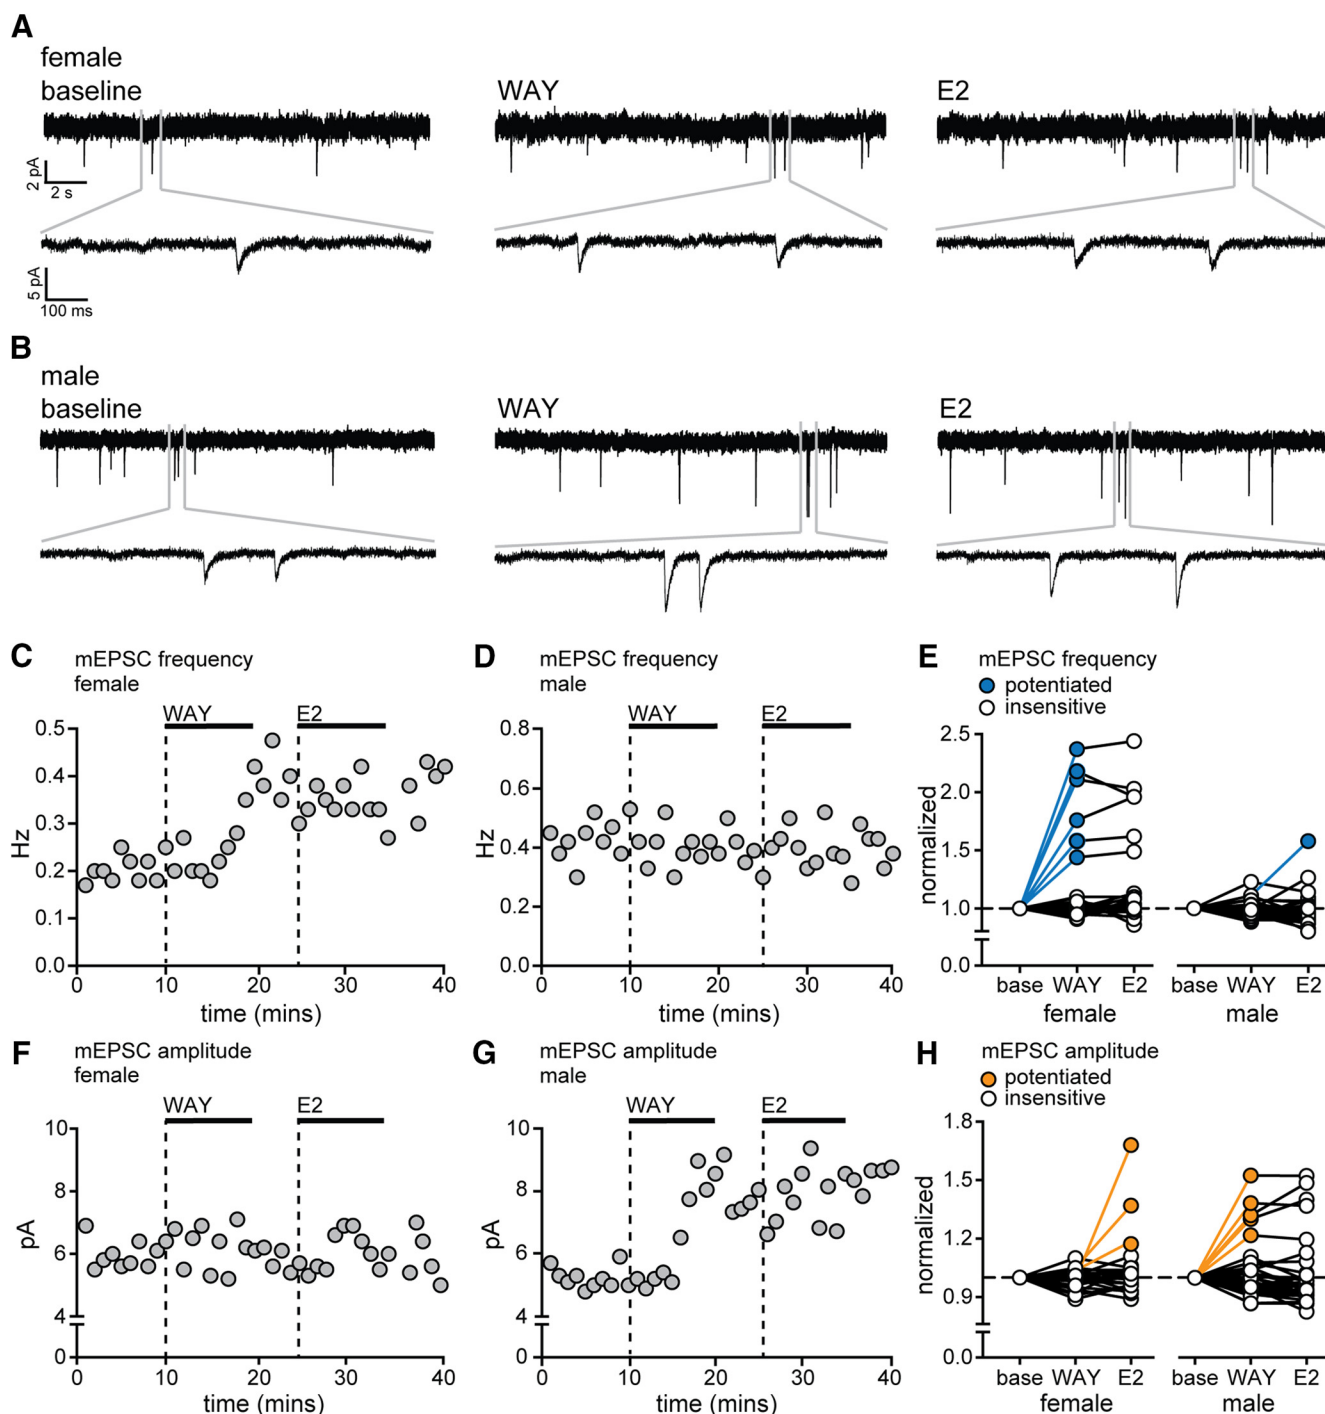 A
female
baseline
WAY
E2
2 pA
2 s
5 pA
100 ms
B
male
baseline
WAY
E2
C
mEPSC frequency
female
WAY
E2
0.5
0.4
0.3
0.2
0.1
0.0
Hz
0 10 20 30 40
time (mins)
D
mEPSC frequency
male
WAY
E2
0.8
0.6
0.4
0.2
0.0
Hz
0 10 20 30 40
time (mins)
E
mEPSC frequency
potentiated
insensitive
2.5
2.0
1.5
1.0
0.0
normalized
base WAY E2 base WAY E2
female male
F
mEPSC amplitude
female
WAY
E2
10
8
6
4
0
pA
0 10 20 30 40
time (mins)
G
mEPSC amplitude
male
WAY
E2
10
8
6
4
0
pA
0 10 20 30 40
time (mins)
H
mEPSC amplitude
potentiated
insensitive
1.8
1.5
1.2
0.9
0.0
normalized
base WAY E2 base WAY E2
female male